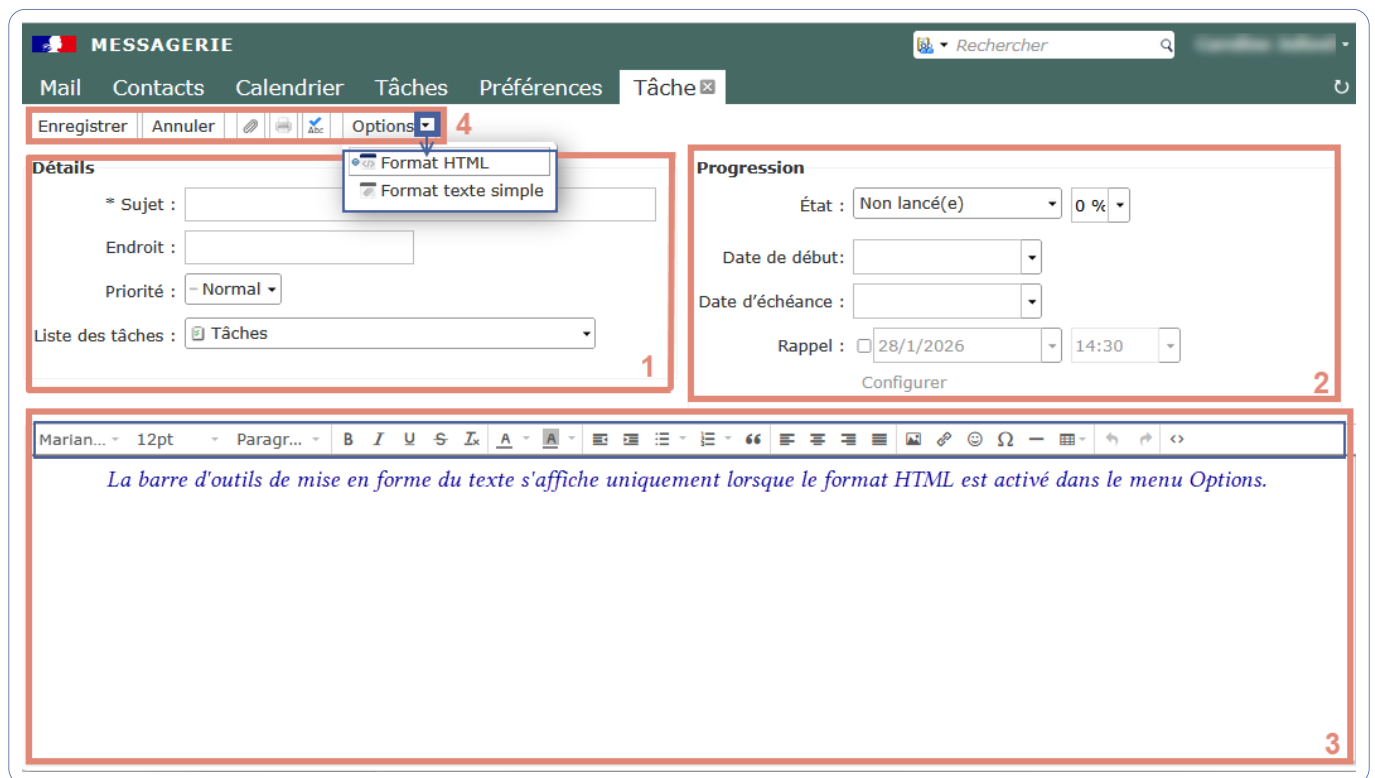 MESSAGERIE
Rechercher
Mail Contacts Calendrier Tâches Préférences Tâche
Enregistrer Annuler Abc Options 4
Format HTML
Format texte simple
Détails
* Sujet :
Endroit :
Priorité : – Normal
Liste des tâches : Tâches
1
Progression
État : Non lancé(e) 0 %
Date de début:
Date d’échéance :
Rappel : 28/1/2026 14:30
Configurer
2
Marian... 12pt Paragr... B I U S Ix A A Ω
La barre d'outils de mise en forme du texte s'affiche uniquement lorsque le format HTML est activé dans le menu Options.
3